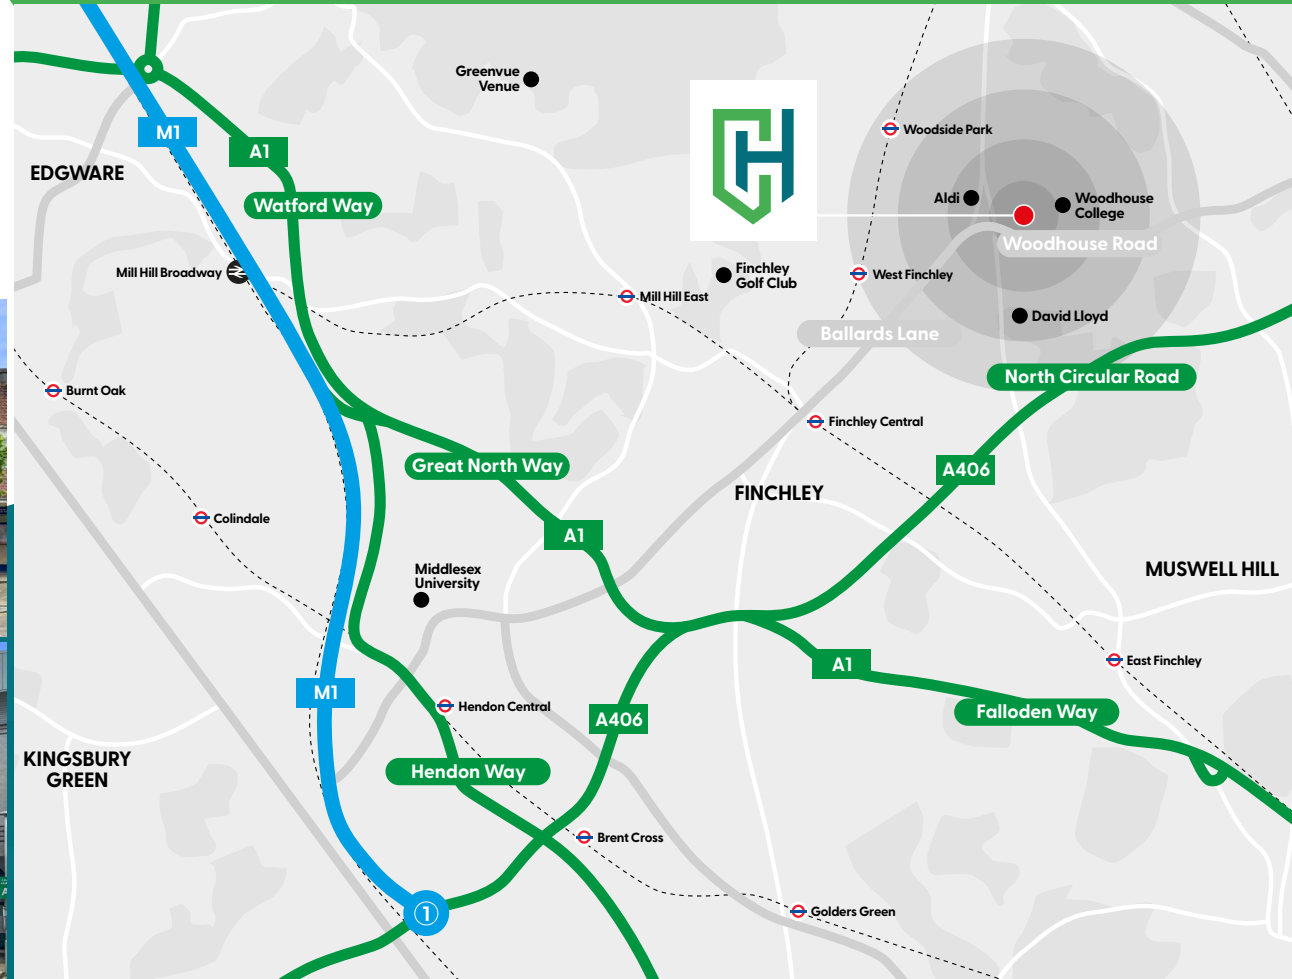 Greenvue
Venue
M1
A1
Woodside Park
EDGWARE
Watford Way
CH
Aldi
Woodhouse
College
Woodhouse Road
Mill Hill Broadway
Finchley
Golf Club
West Finchley
Mill Hill East
David Lloyd
Ballards Lane
North Circular Road
Burnt Oak
Finchley Central
Great North Way
A406
FINCHLEY
Colindale
A1
Middlesex
University
MUSWELL HILL
A1
East Finchley
M1
Hendon Central
A406
Falloden Way
KINGSBURY
GREEN
Hendon Way
Brent Cross
Golders Green
1